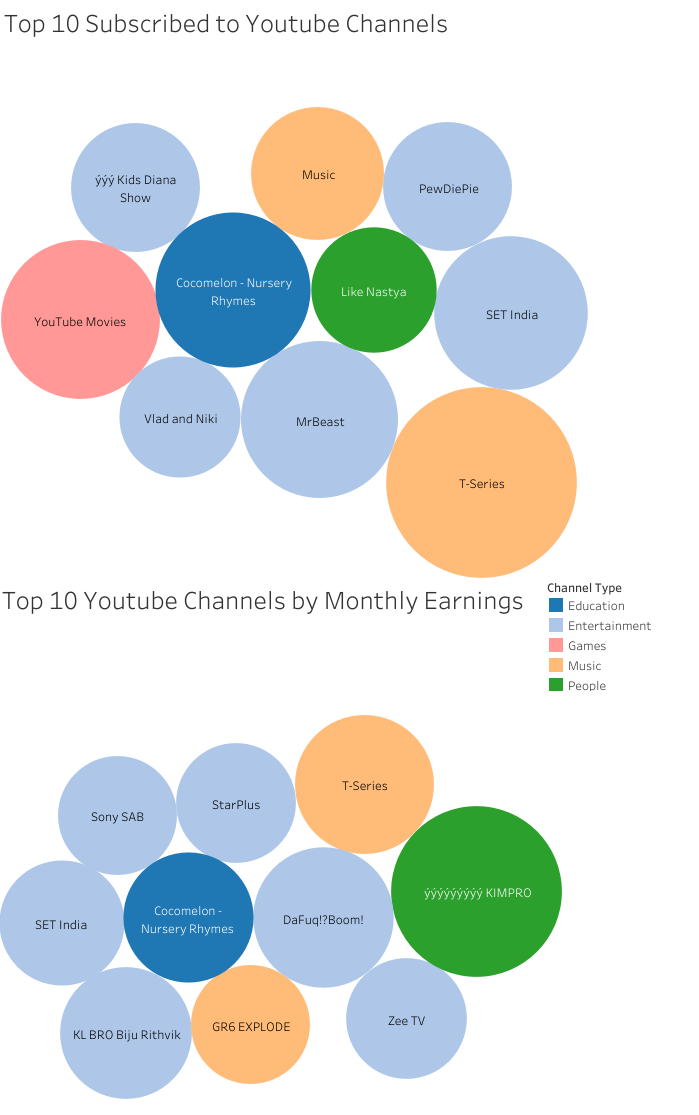 Top 10 Subscribed to Youtube Channels
Music
ýýý Kids Diana
Show
PewDiePie
Cocomelon - Nursery
Rhymes
Like Nastya
YouTube Movies
SET India
Vlad and Niki
MrBeast
T-Series
Top 10 Youtube Channels by Monthly Earnings
Channel Type
Education
Entertainment
Games
Music
People
T-Series
StarPlus
Sony SAB
ýýýýýýýýý KIMPRO
Cocomelon -
Nursery Rhymes
DaFuq!?Boom!
SET India
Zee TV
GR6 EXPLODE
KL BRO Biju Rithvik